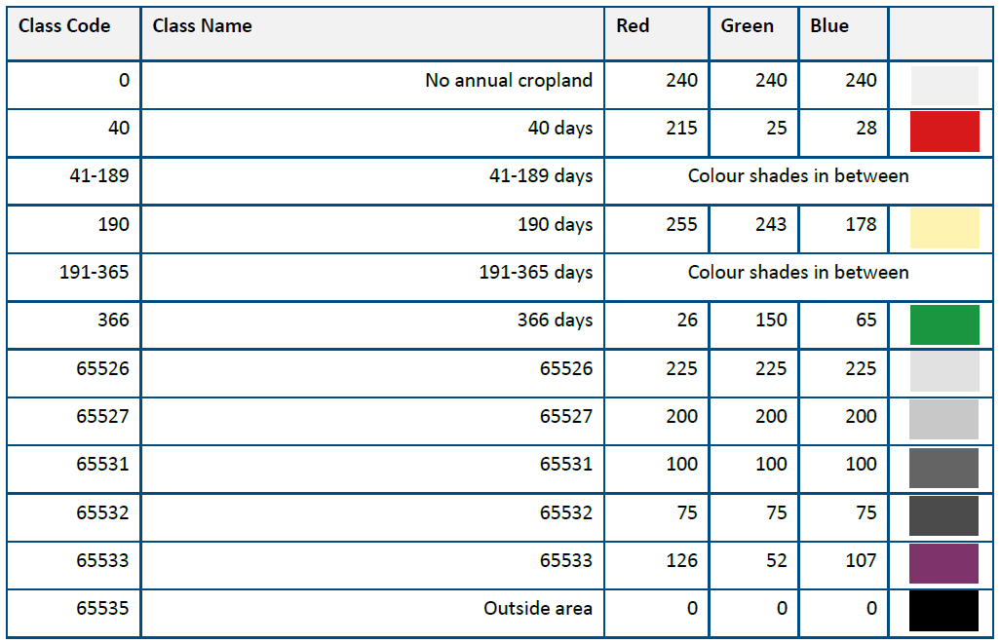 Class Code Class Name Red Green Blue
0 No annual cropland 240 240 240
40 40 days 215 25 28
41-189 41-189 days Colour shades in between
190 190 days 255 243 178
191-365 191-365 days Colour shades in between
366 366 days 26 150 65
65526 65526 225 225 225
65527 65527 200 200 200
65531 65531 100 100 100
65532 65532 75 75 75
65533 65533 126 52 107
65535 Outside area 0 0 0